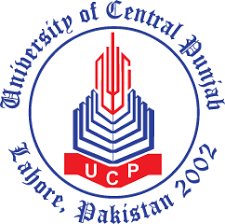 University of Central Punjab
UCP
Lahore, Pakistan 2002